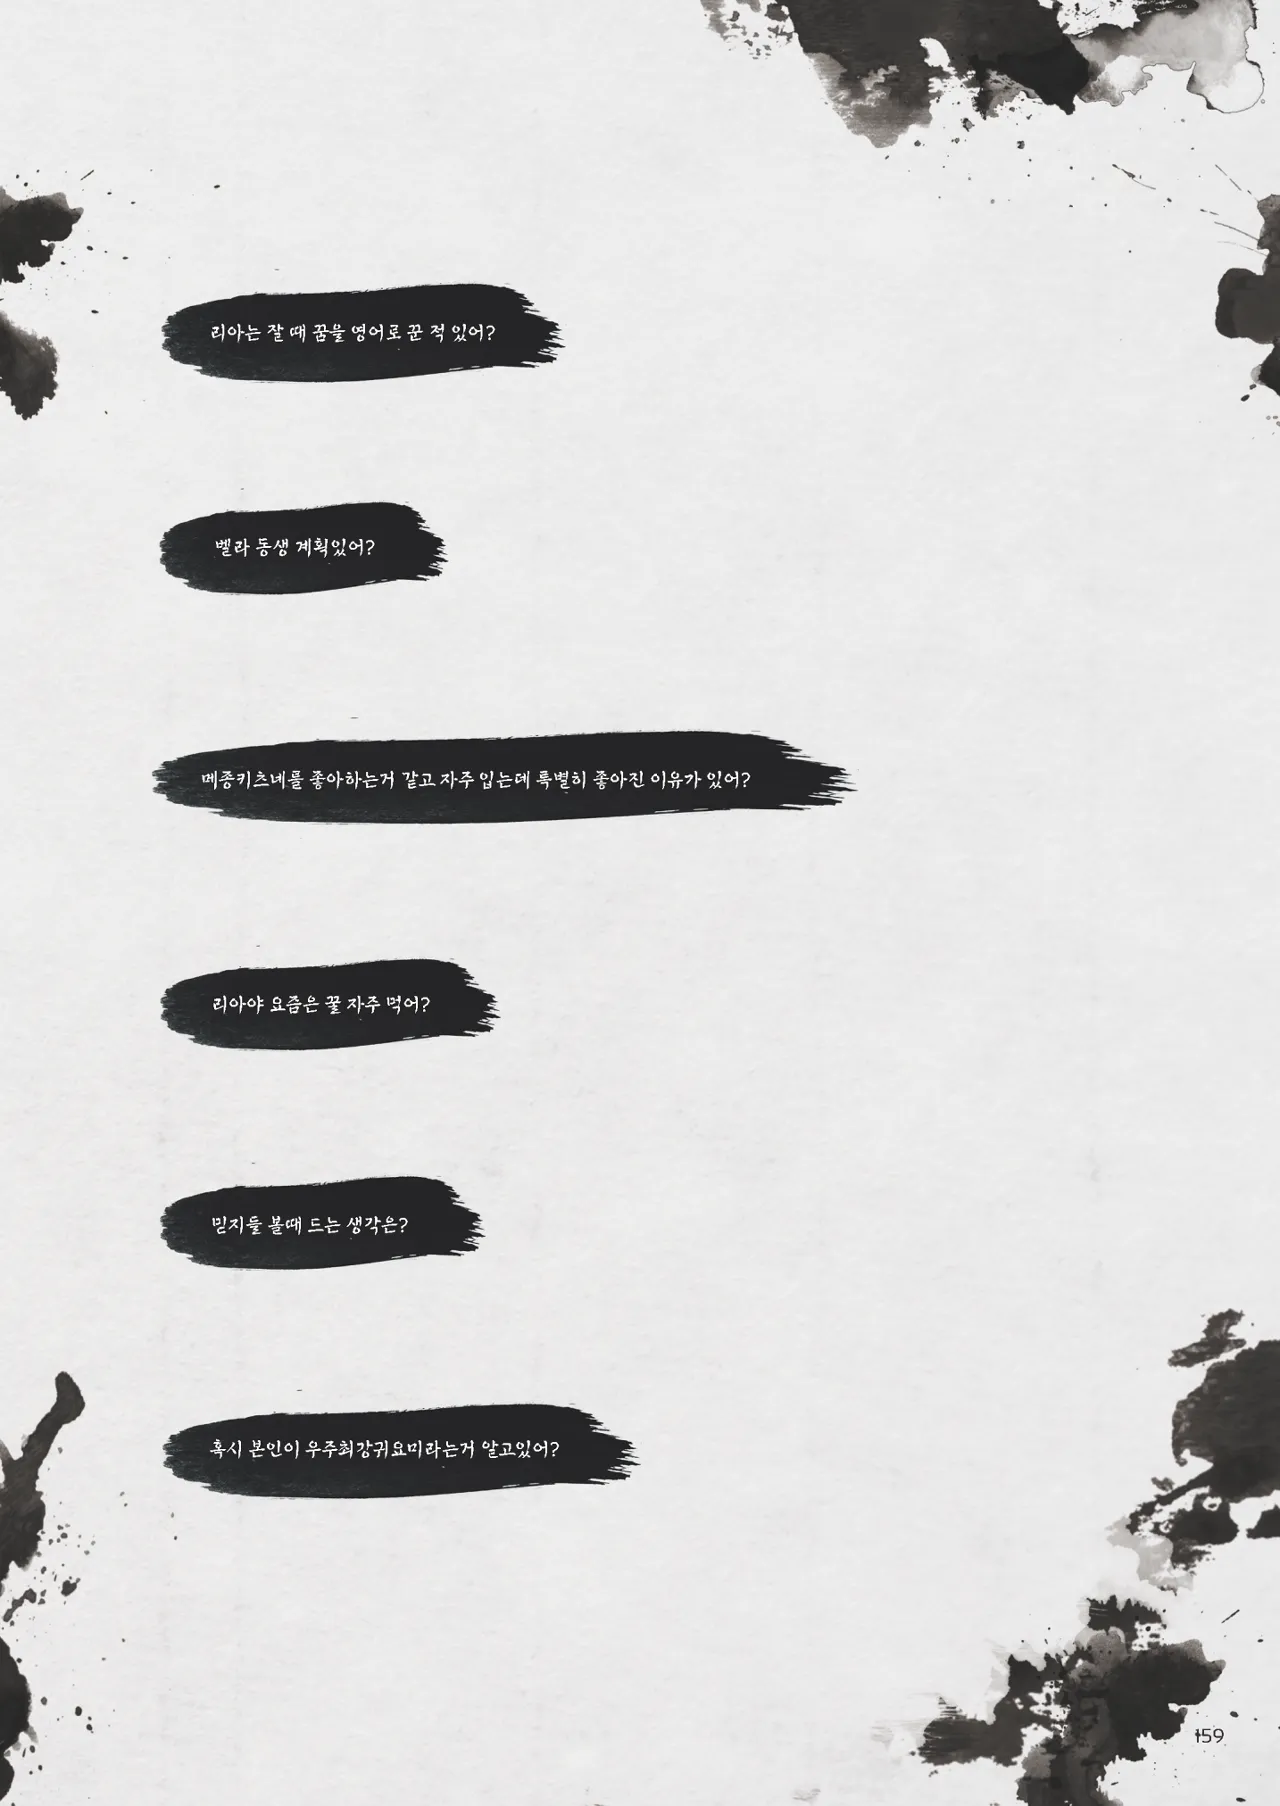 리아는 잘 때 꿈을 영어로 꾼 적 있어?
벨라 동생 계획있어?
메종키츠네를 좋아하는거 같고 자주 입는데 특별히 좋아진 이유가 있어?
리아야 요즘은 꿀 자주 먹어?
믿지들 볼때 드는 생각은?
혹시 본인이 우주최강귀요미라는거 알고있어?
159